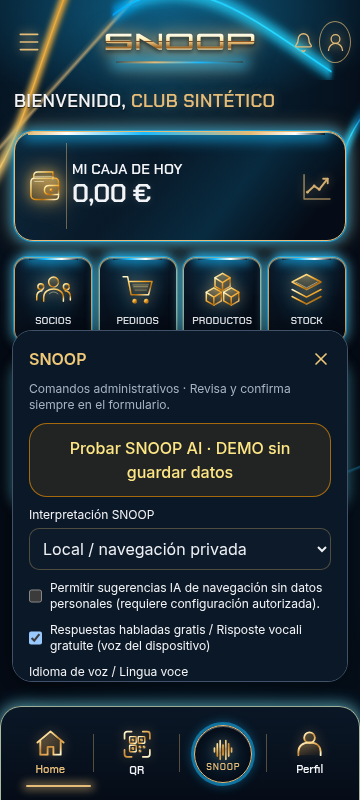 SNOOP
BIENVENIDO, CLUB SINTÉTICO
MI CAJA DE HOY
0,00 €
SOCIOS
PEDIDOS
PRODUCTOS
STOCK
SNOOP
Comandos administrativos · Revisa y confirma
siempre en el formulario.
Probar SNOOP AI · DEMO sin
guardar datos
Interpretación SNOOP
Local / navegación privada
Permitir sugerencias IA de navegación sin datos
personales (requiere configuración autorizada).
Respuestas habladas gratis / Risposte vocali
gratuite (voz del dispositivo)
Idioma de voz / Lingua voce
Home
QR
SNOOP
Perfil